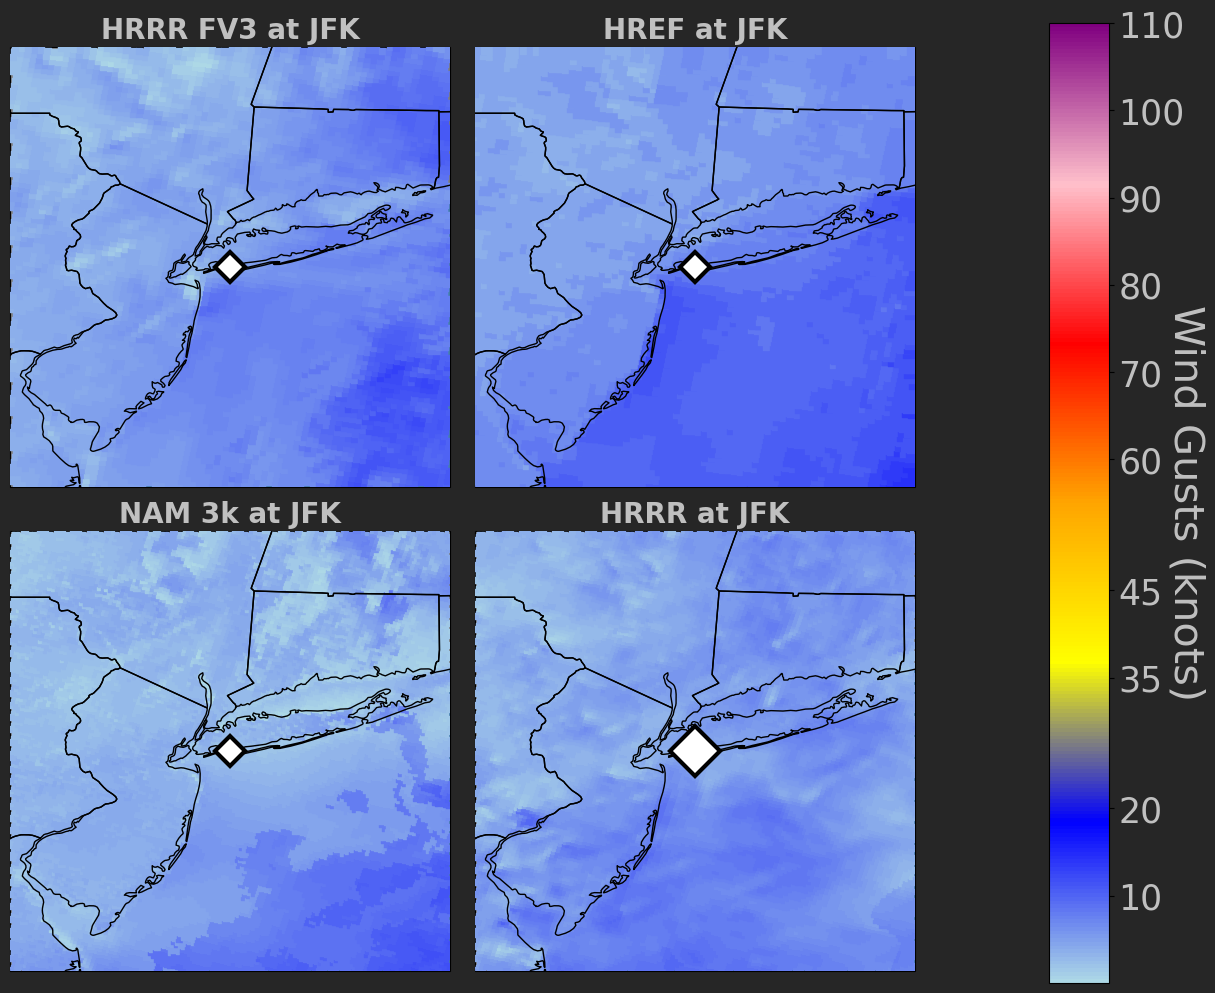 HRRR FV3 at JFK
HREF at JFK
NAM 3k at JFK
HRRR at JFK
110
100
90
80
70
60
45
35
20
10
Wind Gusts (knots)